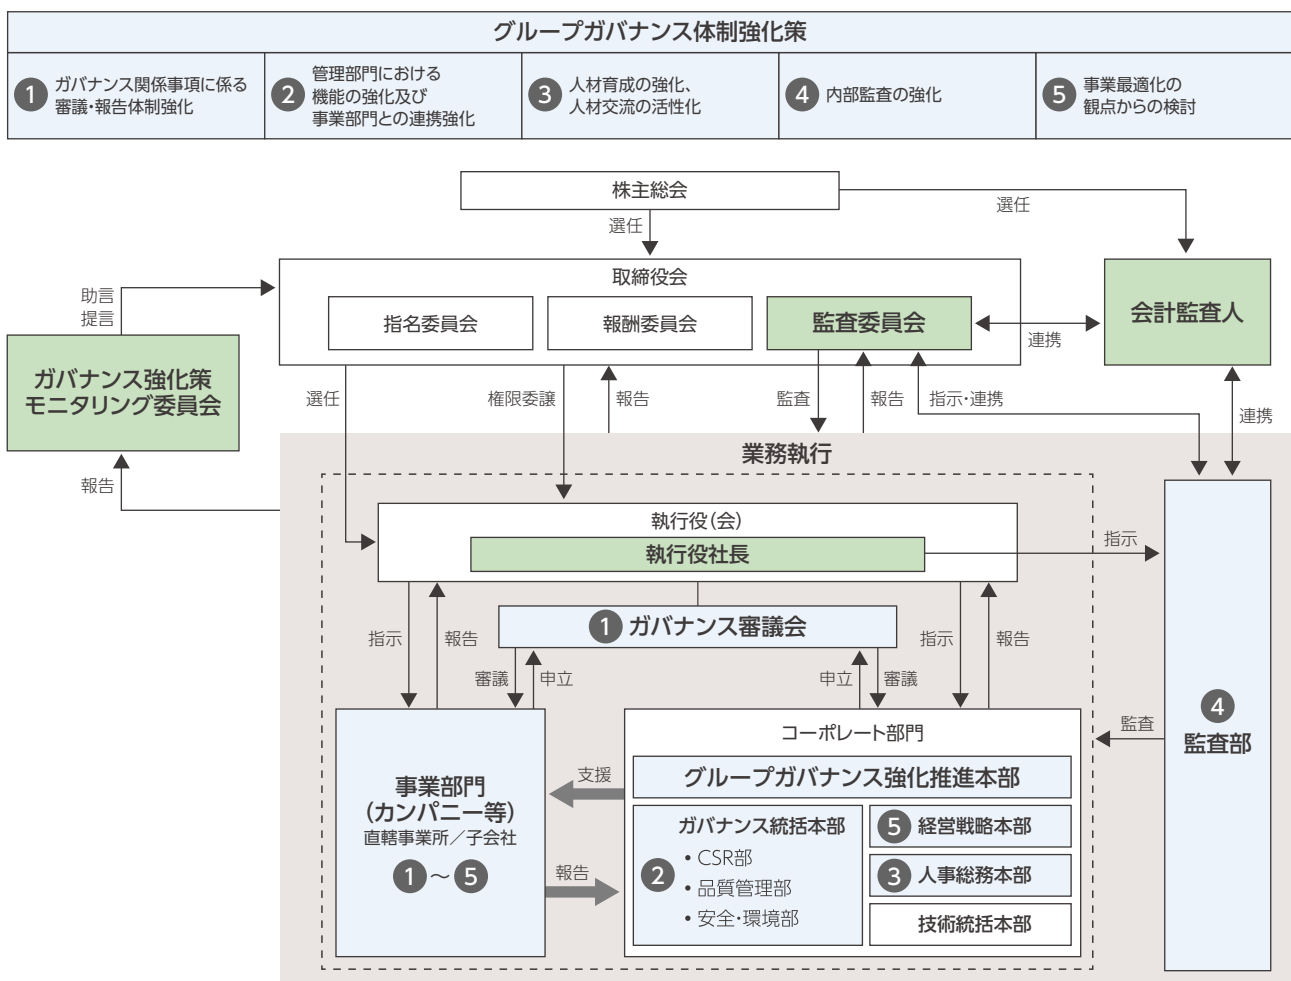 グループガバナンス体制強化策
1 ガバナンス関係事項に係る
審議・報告体制強化
2 管理部門における
機能の強化及び
事業部門との連携強化
3 人材育成の強化、
人材交流の活性化
4 内部監査の強化
5 事業最適化の
観点からの検討
株主総会
選任
選任
取締役会
指名委員会
報酬委員会
監査委員会
会計監査人
連携
助言
提言
ガバナンス強化策
モニタリング委員会
報告
選任
権限委譲
報告
監査
報告
指示・連携
連携
業務執行
執行役(会)
執行役社長
指示
1 ガバナンス審議会
指示
報告
審議
申立
申立
審議
指示
報告
事業部門
(カンパニー等)
直轄事業所／子会社
1～5
支援
報告
コーポレート部門
グループガバナンス強化推進本部
ガバナンス統括本部
2
• CSR部
• 品質管理部
• 安全・環境部
5 経営戦略本部
3 人事総務本部
技術統括本部
監査
4
監査部